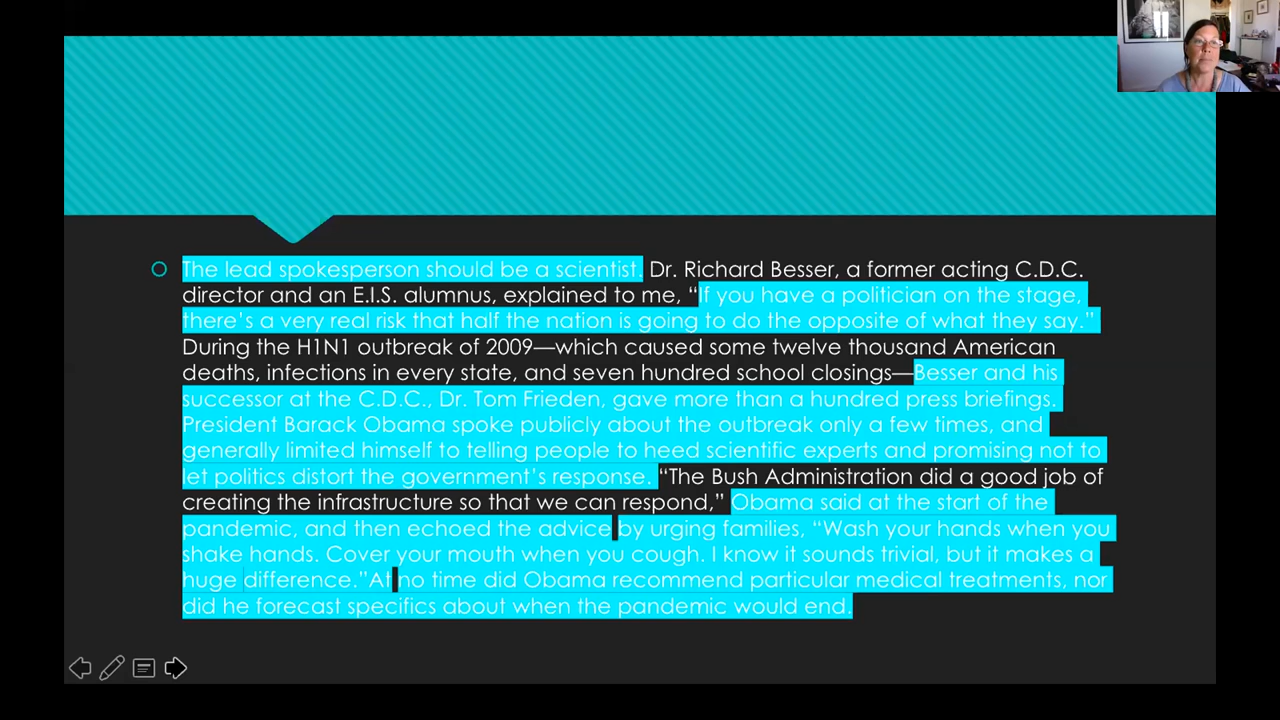 The lead spokesperson should be a scientist. Dr. Richard Besser, a former acting C.D.C.
director and an E.I.S. alumnus, explained to me, “If you have a politician on the stage,
there’s a very real risk that half the nation is going to do the opposite of what they say.”
During the H1N1 outbreak of 2009—which caused some twelve thousand American
deaths, infections in every state, and seven hundred school closings—Besser and his
successor at the C.D.C., Dr. Tom Frieden, gave more than a hundred press briefings.
President Barack Obama spoke publicly about the outbreak only a few times, and
generally limited himself to telling people to heed scientific experts and promising not to
let politics distort the government’s response. “The Bush Administration did a good job of
creating the infrastructure so that we can respond,” Obama said at the start of the
pandemic, and then echoed the advice by urging families, “Wash your hands when you
shake hands. Cover your mouth when you cough. I know it sounds trivial, but it makes a
huge difference.”At no time did Obama recommend particular medical treatments, nor
did he forecast specifics about when the pandemic would end.